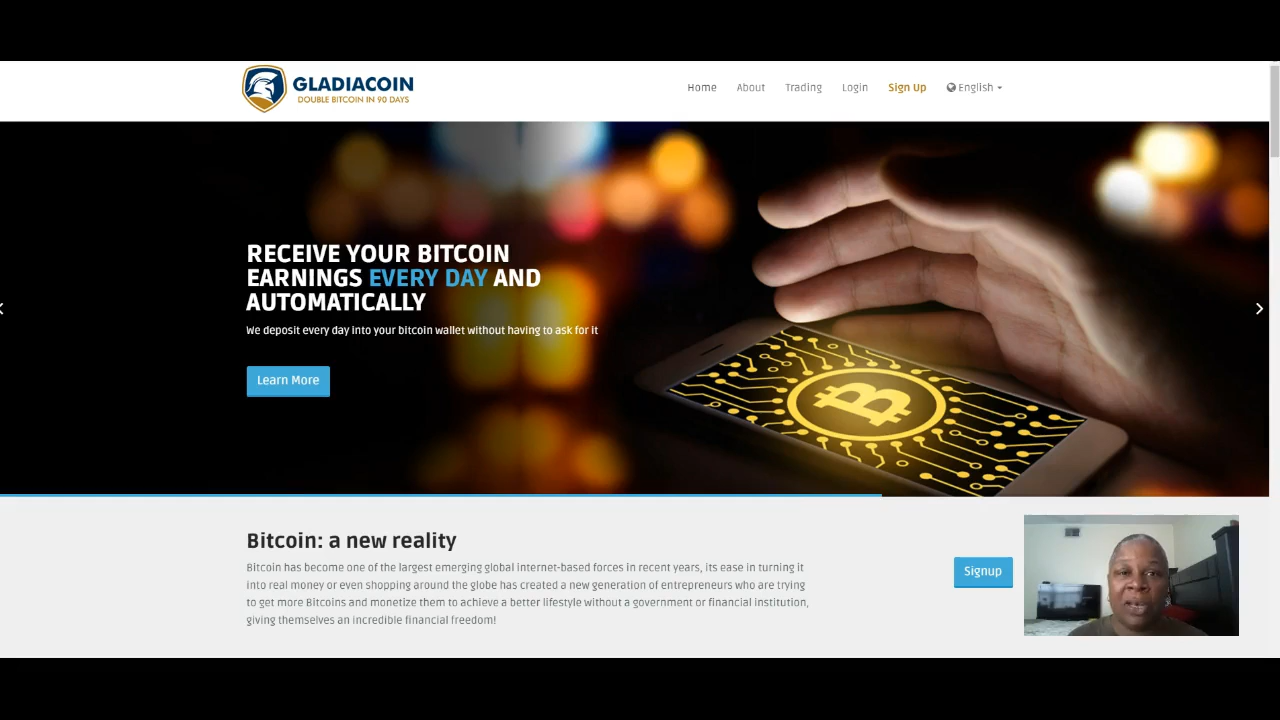 GLADIACOIN
DOUBLE BITCOIN IN 90 DAYS
Home About Trading Login Sign Up English
RECEIVE YOUR BITCOIN
EARNINGS EVERY DAY AND
AUTOMATICALLY
We deposit every day into your bitcoin wallet without having to ask for it
Learn More
Bitcoin: a new reality
Bitcoin has become one of the largest emerging global Internet-based forces in recent years, its ease in turning it
into real money or even shopping around the globe has created a new generation of entrepreneurs who are trying
to get more Bitcoins and monetize them to achieve a better lifestyle without a government or financial institution,
giving themselves an incredible financial freedom!
Signup